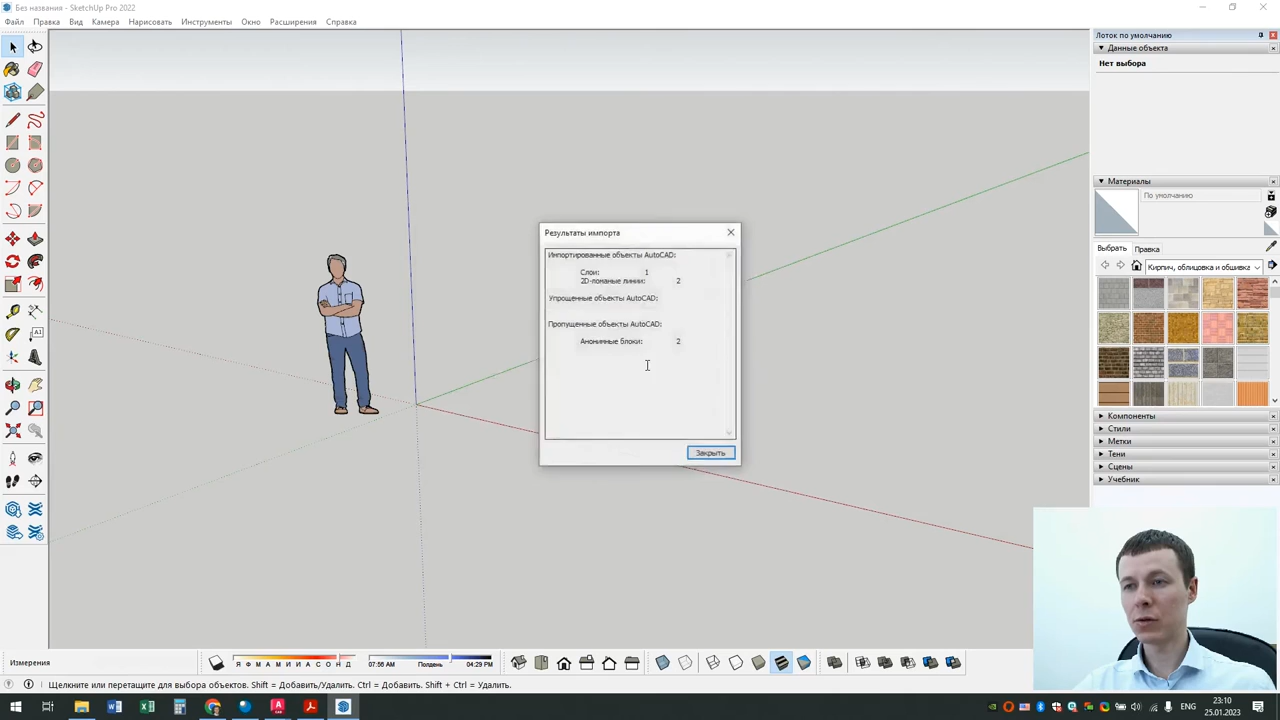 Без названия - SketchUp Pro 2022
Файл Правка Вид Камера Нарисовать Инструменты Окно Расширения Справка
Лоток по умолчанию
Данные объекта
Нет выбора
Материалы
По умолчанию
Выбрать Правка
Кирпич, облицовка и обшивка
Компоненты
Стили
Метки
Тени
Сцены
Учебник
Результаты импорта
Импортированные объекты AutoCAD:
Слои: 1
2D-ломаные линии: 2
Упрощенные объекты AutoCAD:
Пропущенные объекты AutoCAD:
Анонимные блоки: 2
Закрыть
AI
Измерения
Я Ф М А М И И А С О Н Д
07:56 AM Полдень 04:29 PM
Щелкните или перетащите для выбора объектов. Shift = Добавить/Удалить. Ctrl = Добавить. Shift + Ctrl = Удалить.
23:10
25.01.2023